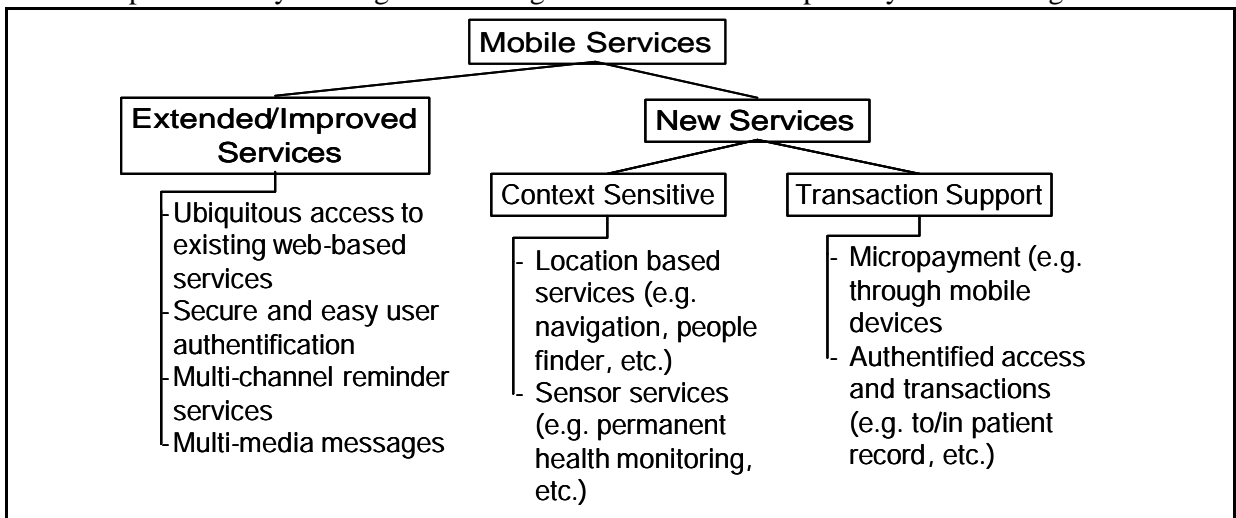 Mobile Services
Extended/Improved
Services
New Services
Context Sensitive
Transaction Support
-Ubiquitous access to
existing web-based
services
-Secure and easy user
authentification
-Multi-channel reminder
services
-Multi-media messages
- Location based
services (e.g.
navigation, people
finder, etc.)
- Sensor services
(e.g. permanent
health monitoring,
etc.)
- Micropayment (e.g.
through mobile
devices
- Authentified access
and transactions
(e.g. to/in patient
record, etc.)